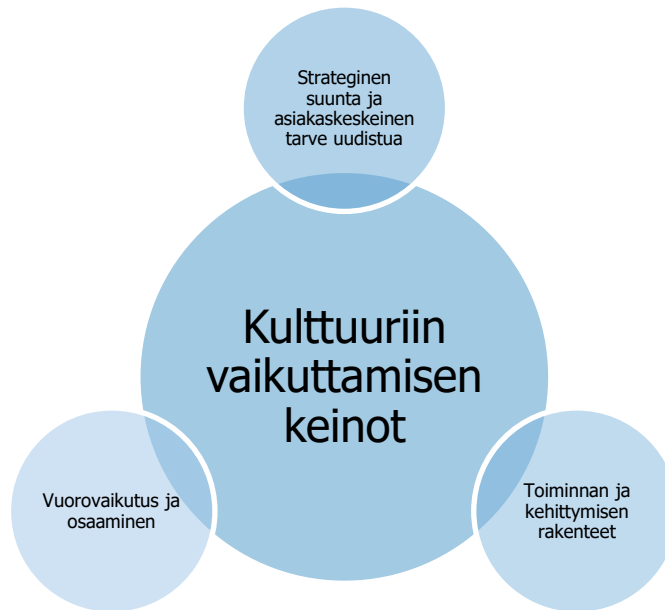 Strateginen
suunta ja
asiakaskeskeinen
tarve uudistua
Kulttuuriin
vaikuttamisen
keinot
Vuorovaikutus ja
osaaminen
Toiminnan ja
kehittymisen
rakenteet